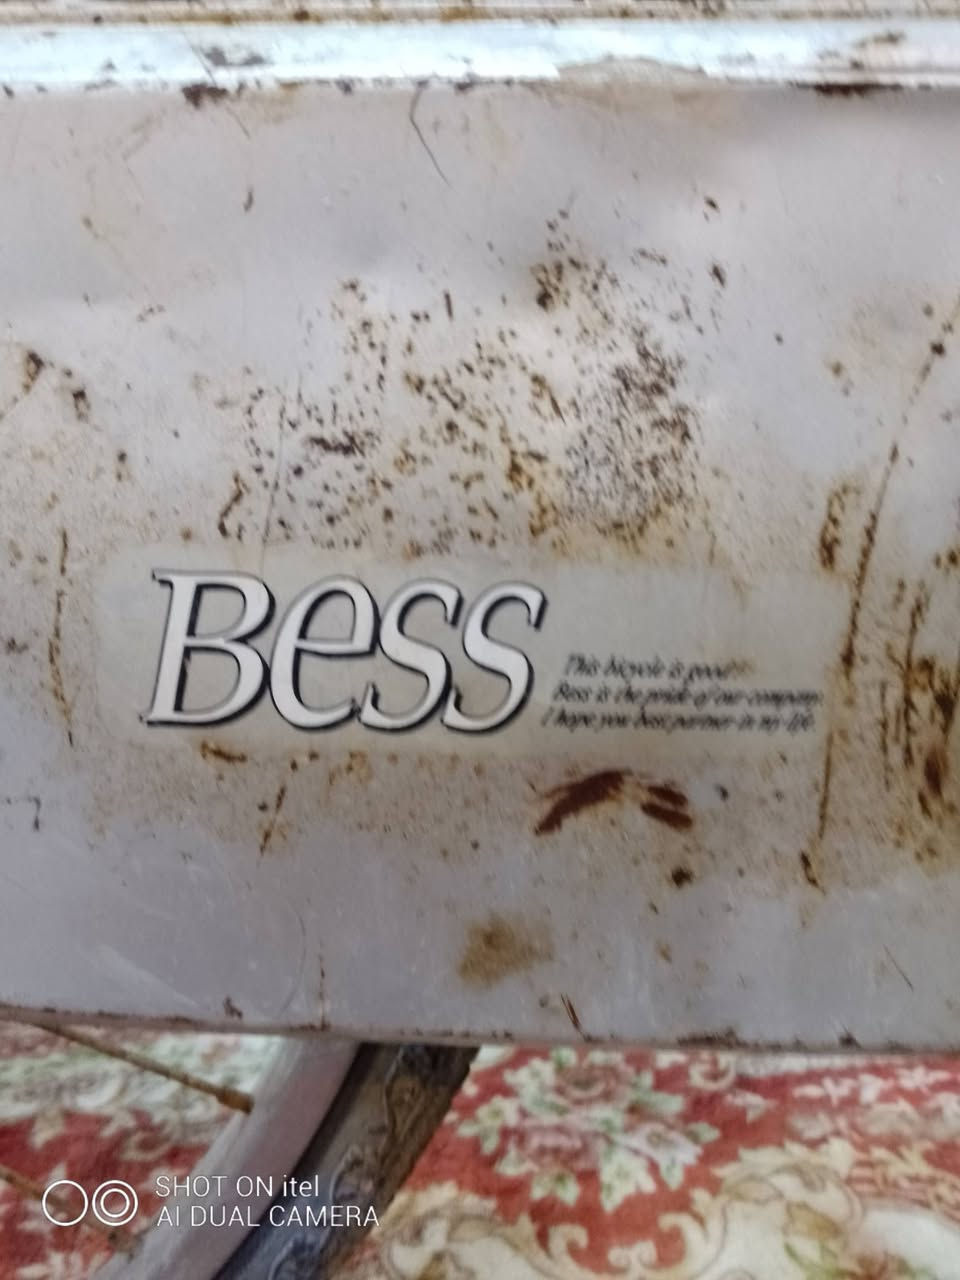 Bess
This bicycle is good
Bess is the pride of our company
I hope you best partner in my life.
SHOT ON itel
AI DUAL CAMERA